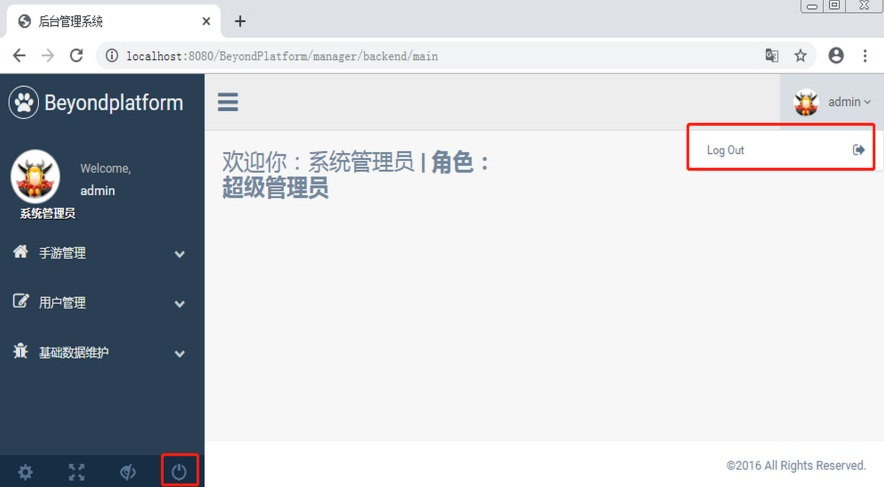 后台管理系统
localhost:8080/BeyondPlatform/manager/backend/main
Beyondplatform
admin
Log Out
Welcome,
admin
系统管理员
欢迎你：系统管理员 | 角色：
超级管理员
手游管理
用户管理
基础数据维护
©2016 All Rights Reserved.